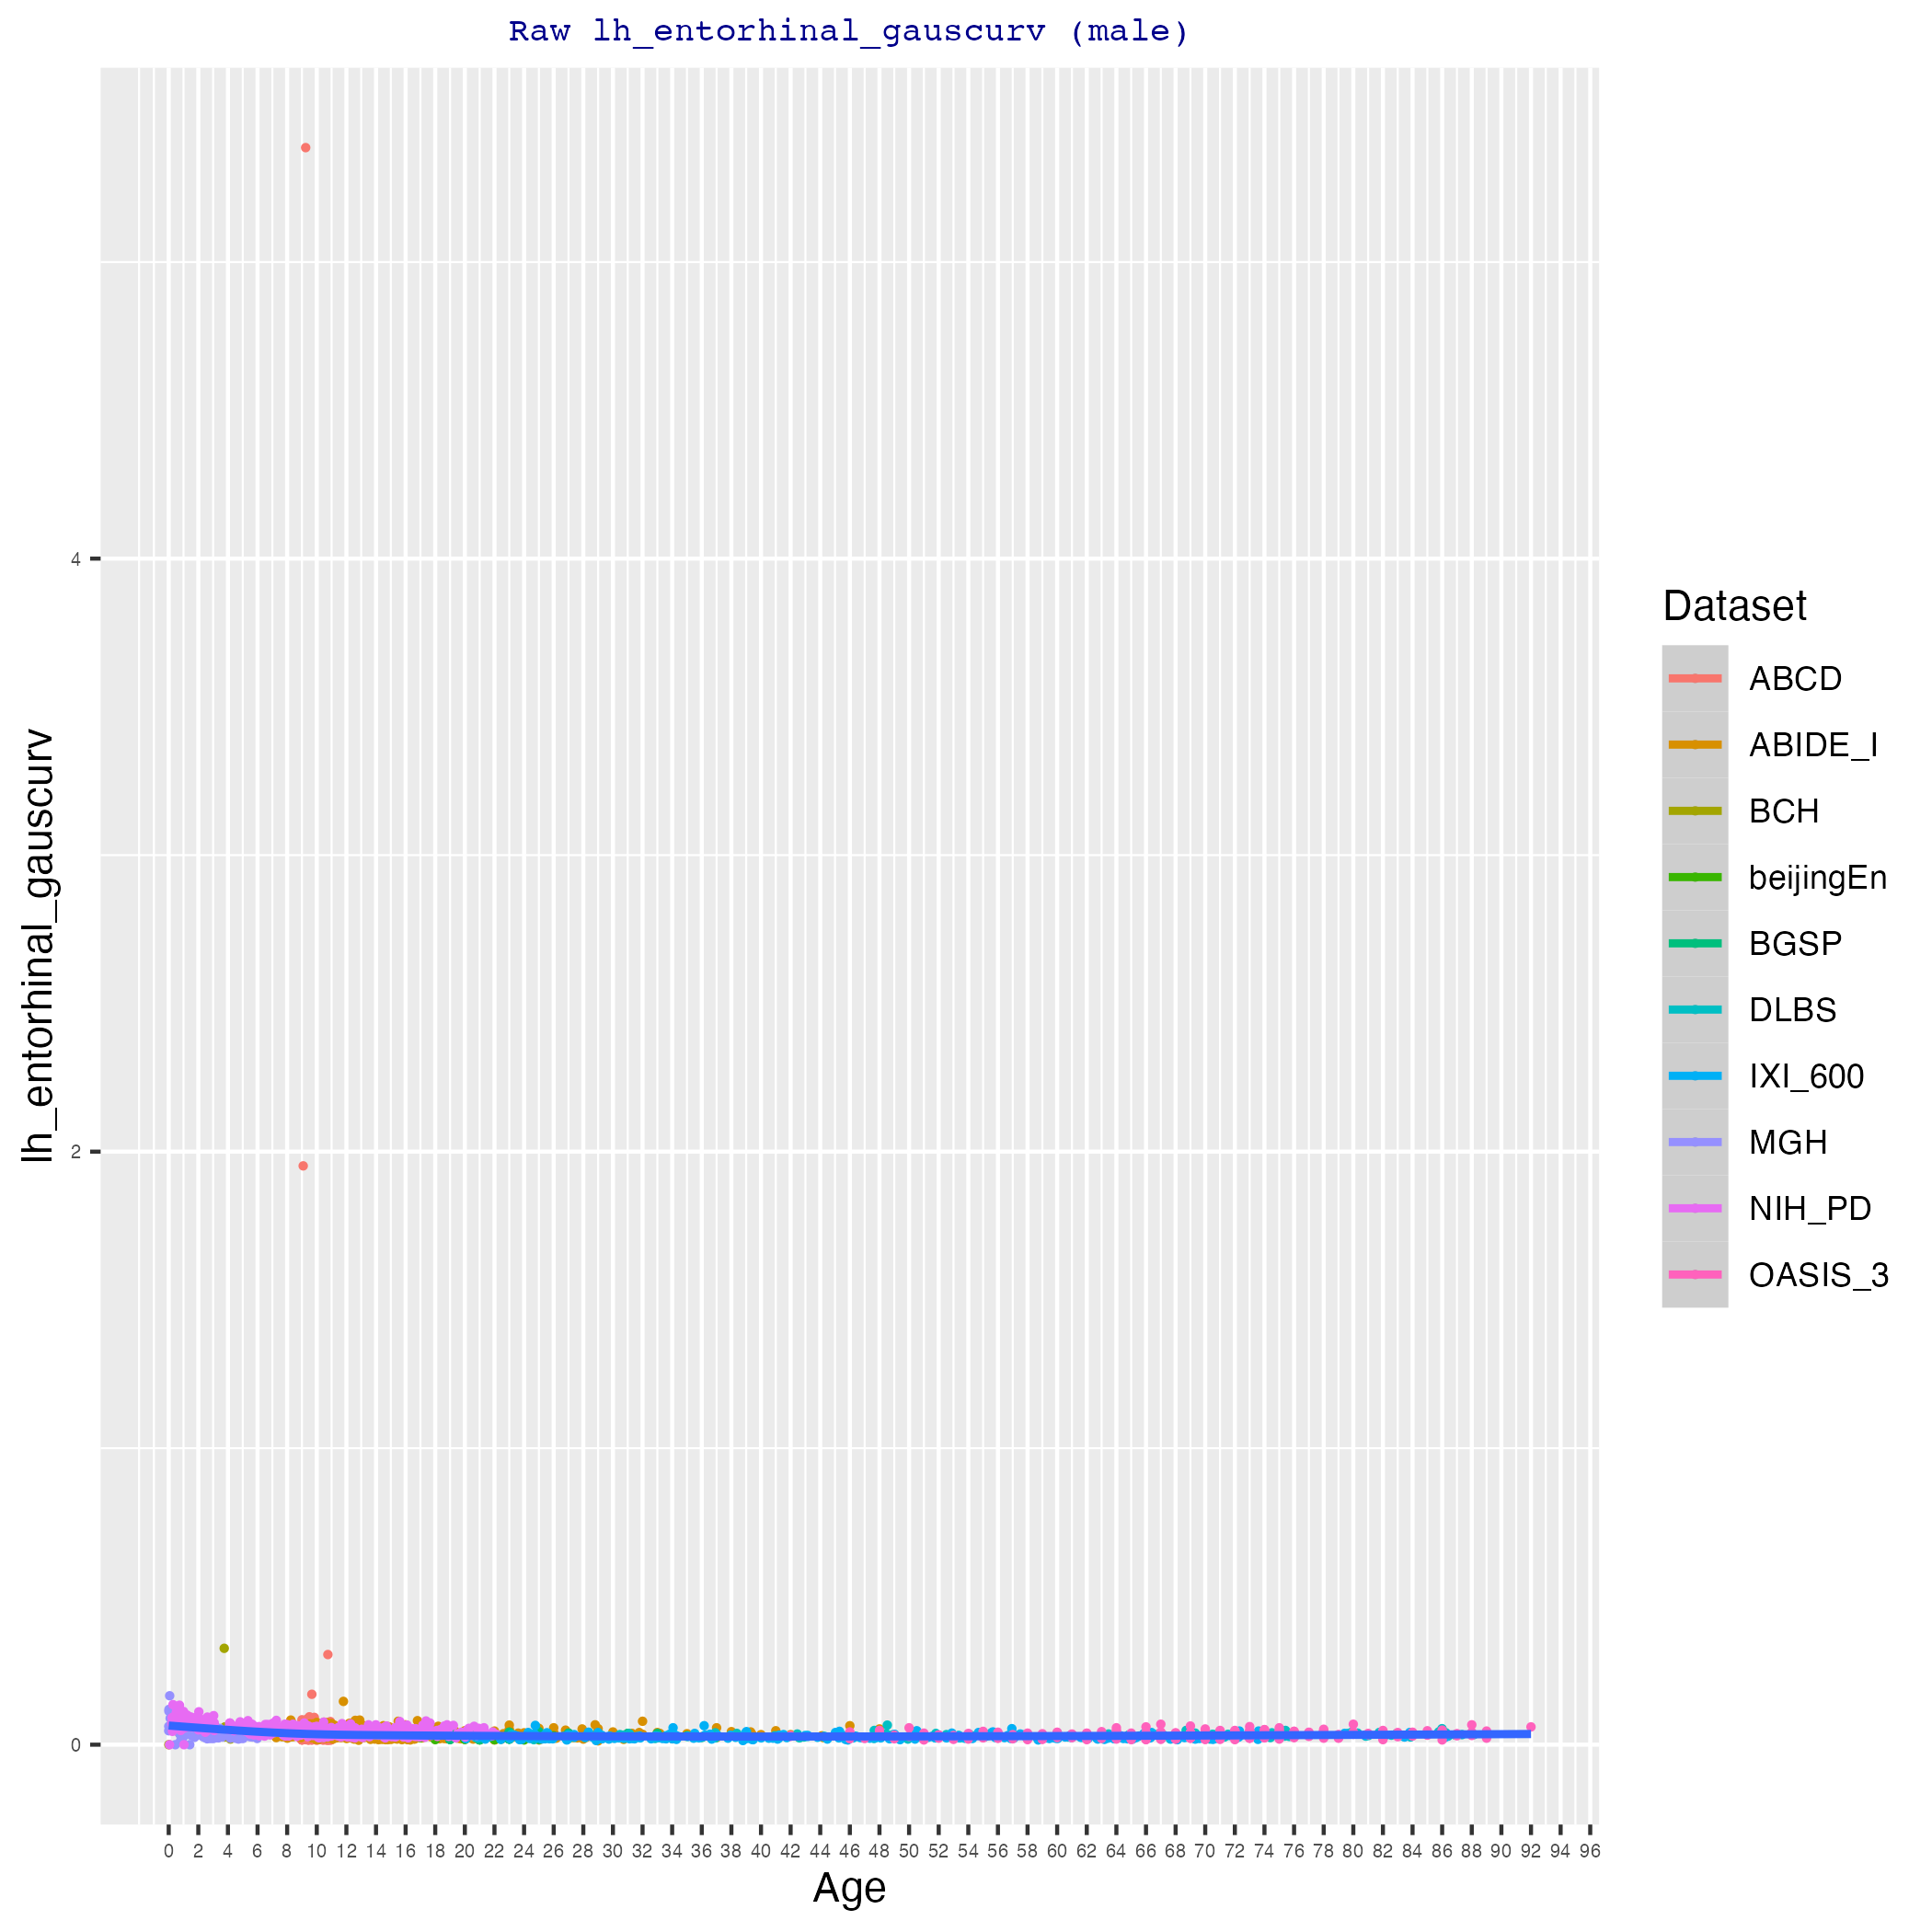 Raw lh_entorhinal_gauscurv (male)
lh_entorhinal_gauscurv
4
2
0
0 2 4 6 8 10 12 14 16 18 20 22 24 26 28 30 32 34 36 38 40 42 44 46 48 50 52 54 56 58 60 62 64 66 68 70 72 74 76 78 80 82 84 86 88 90 92 94 96
Age
Dataset
ABCD
ABIDE_I
BCH
beijingEn
BGSP
DLBS
IXI_600
MGH
NIH_PD
OASIS_3